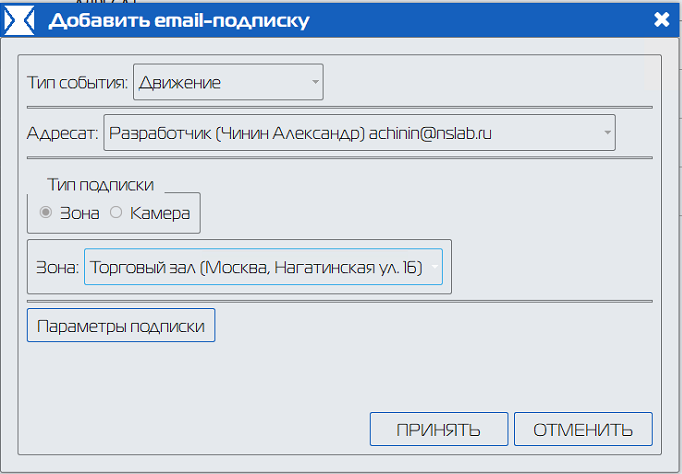 Добавить email-подписку
Тип события: Движение
Адресат: Разработчик (Чинин Александр) achinin@nslab.ru
Тип подписки
Зона Камера
Зона: Торговый зал (Москва, Нагатинская ул. 16)
Параметры подписки
ПРИНЯТЬ ОТМЕНИТЬ